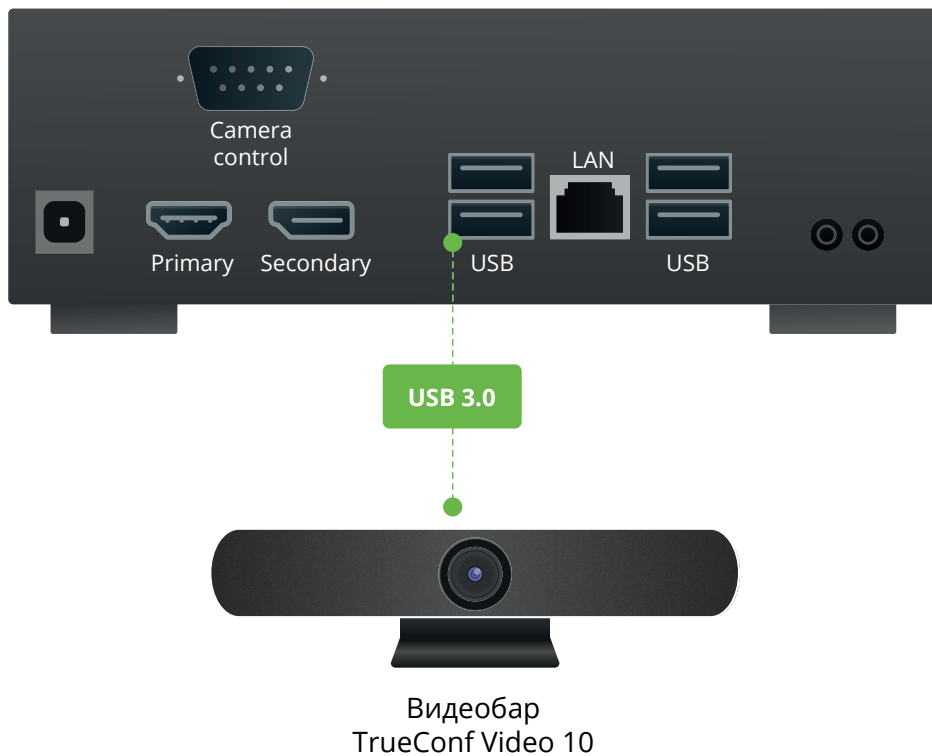 Camera
control
LAN
Primary
Secondary
USB
USB
USB 3.0
Видеобар
TrueConf Video 10